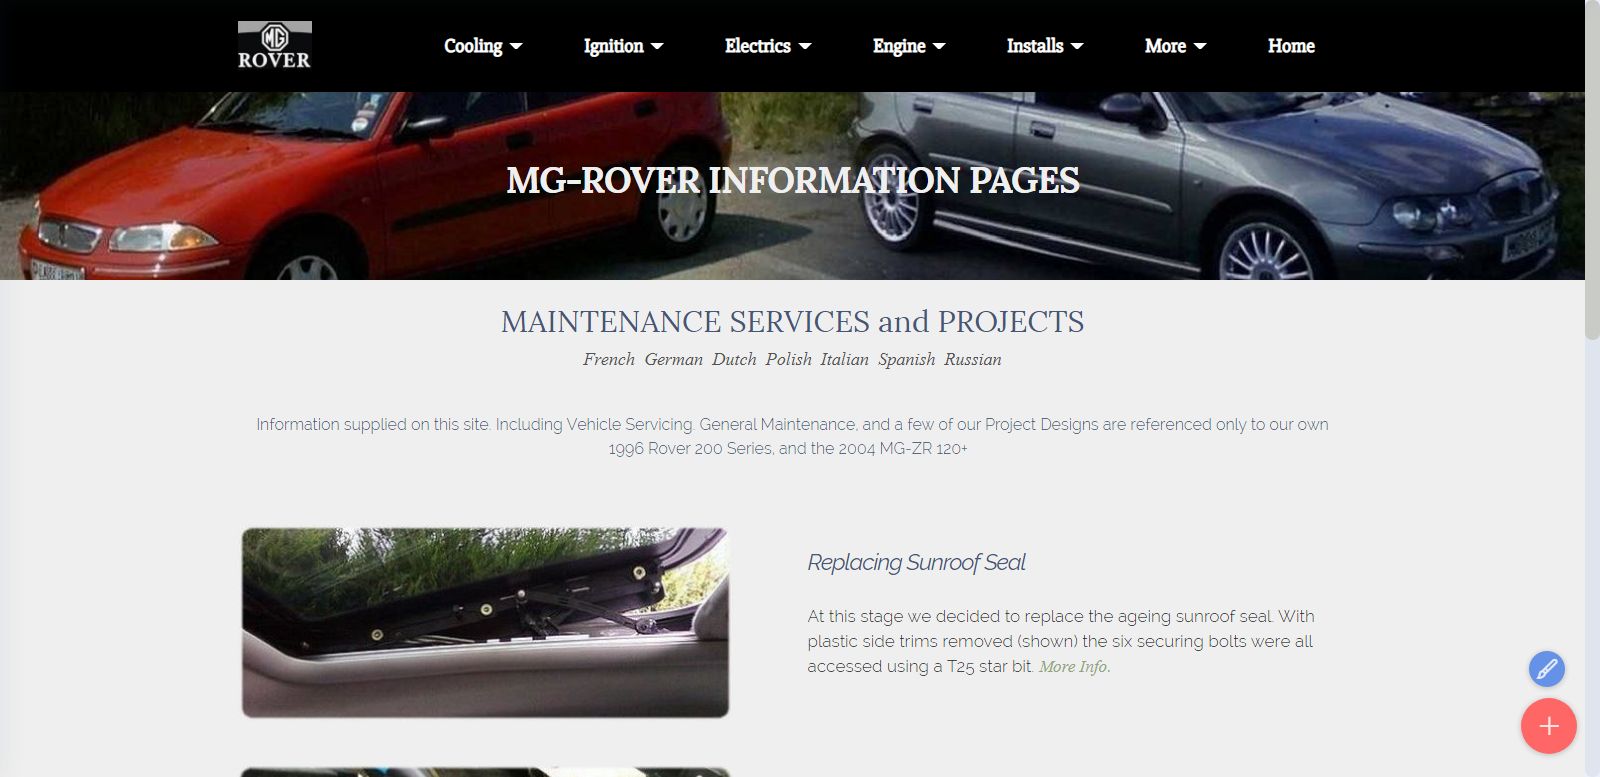 MG
ROVER
Cooling Ignition Electrics Engine Installs More Home
MG-ROVER INFORMATION PAGES
MAINTENANCE SERVICES and PROJECTS
French German Dutch Polish Italian Spanish Russian
Information supplied on this site. Including Vehicle Servicing. General Maintenance, and a few of our Project Designs are referenced only to our own
1996 Rover 200 Series, and the 2004 MG-ZR 120+
Replacing Sunroof Seal
At this stage we decided to replace the ageing sunroof seal. With
plastic side trims removed (shown) the six securing bolts were all
accessed using a T25 star bit. More Info.